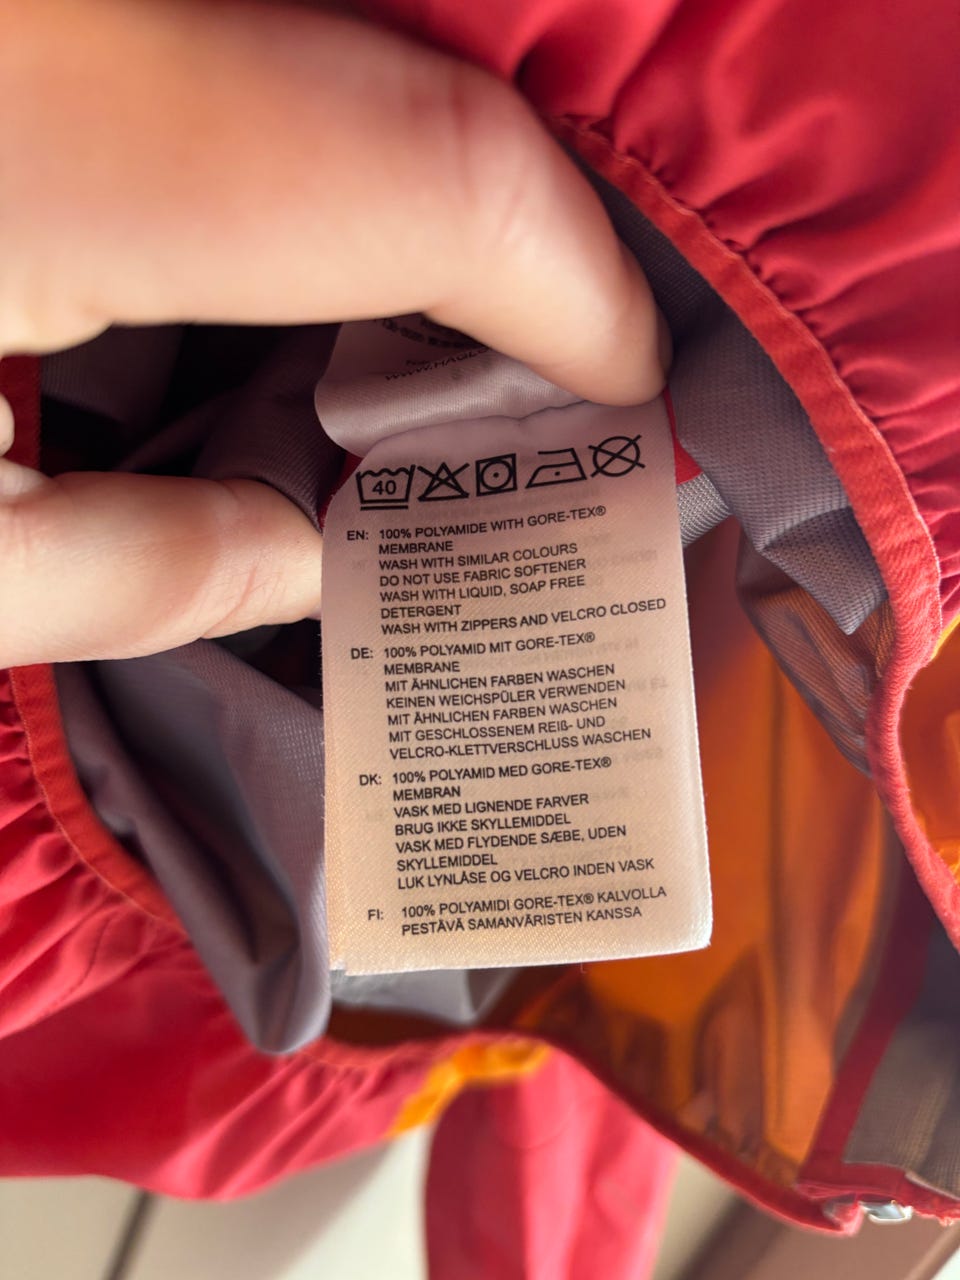 WWW.HAGL
40
EN: 100% POLYAMIDE WITH GORE-TEX®
MEMBRANE
WASH WITH SIMILAR COLOURS
DO NOT USE FABRIC SOFTENER
WASH WITH LIQUID, SOAP FREE
DETERGENT
WASH WITH ZIPPERS AND VELCRO CLOSED
DE: 100% POLYAMID MIT GORE-TEX®
MEMBRANE
MIT ÄHNLICHEN FARBEN WASCHEN
KEINEN WEICHSPÜLER VERWENDEN
MIT ÄHNLICHEN FARBEN WASCHEN
MIT GESCHLOSSENEM REIß- UND
VELCRO-KLETTVERSCHLUSS WASCHEN
DK: 100% POLYAMID MED GORE-TEX®
MEMBRAN
VASK MED LIGNENDE FARVER
BRUG IKKE SKYLLEMIDDEL
VASK MED FLYDENDE SÆBE, UDEN
SKYLLEMIDDEL
LUK LYNLÅSE OG VELCRO INDEN VASK
FI: 100% POLYAMIDI GORE-TEX® KALVOLLA
PESTÄVÄ SAMANVÄRISTEN KANSSA